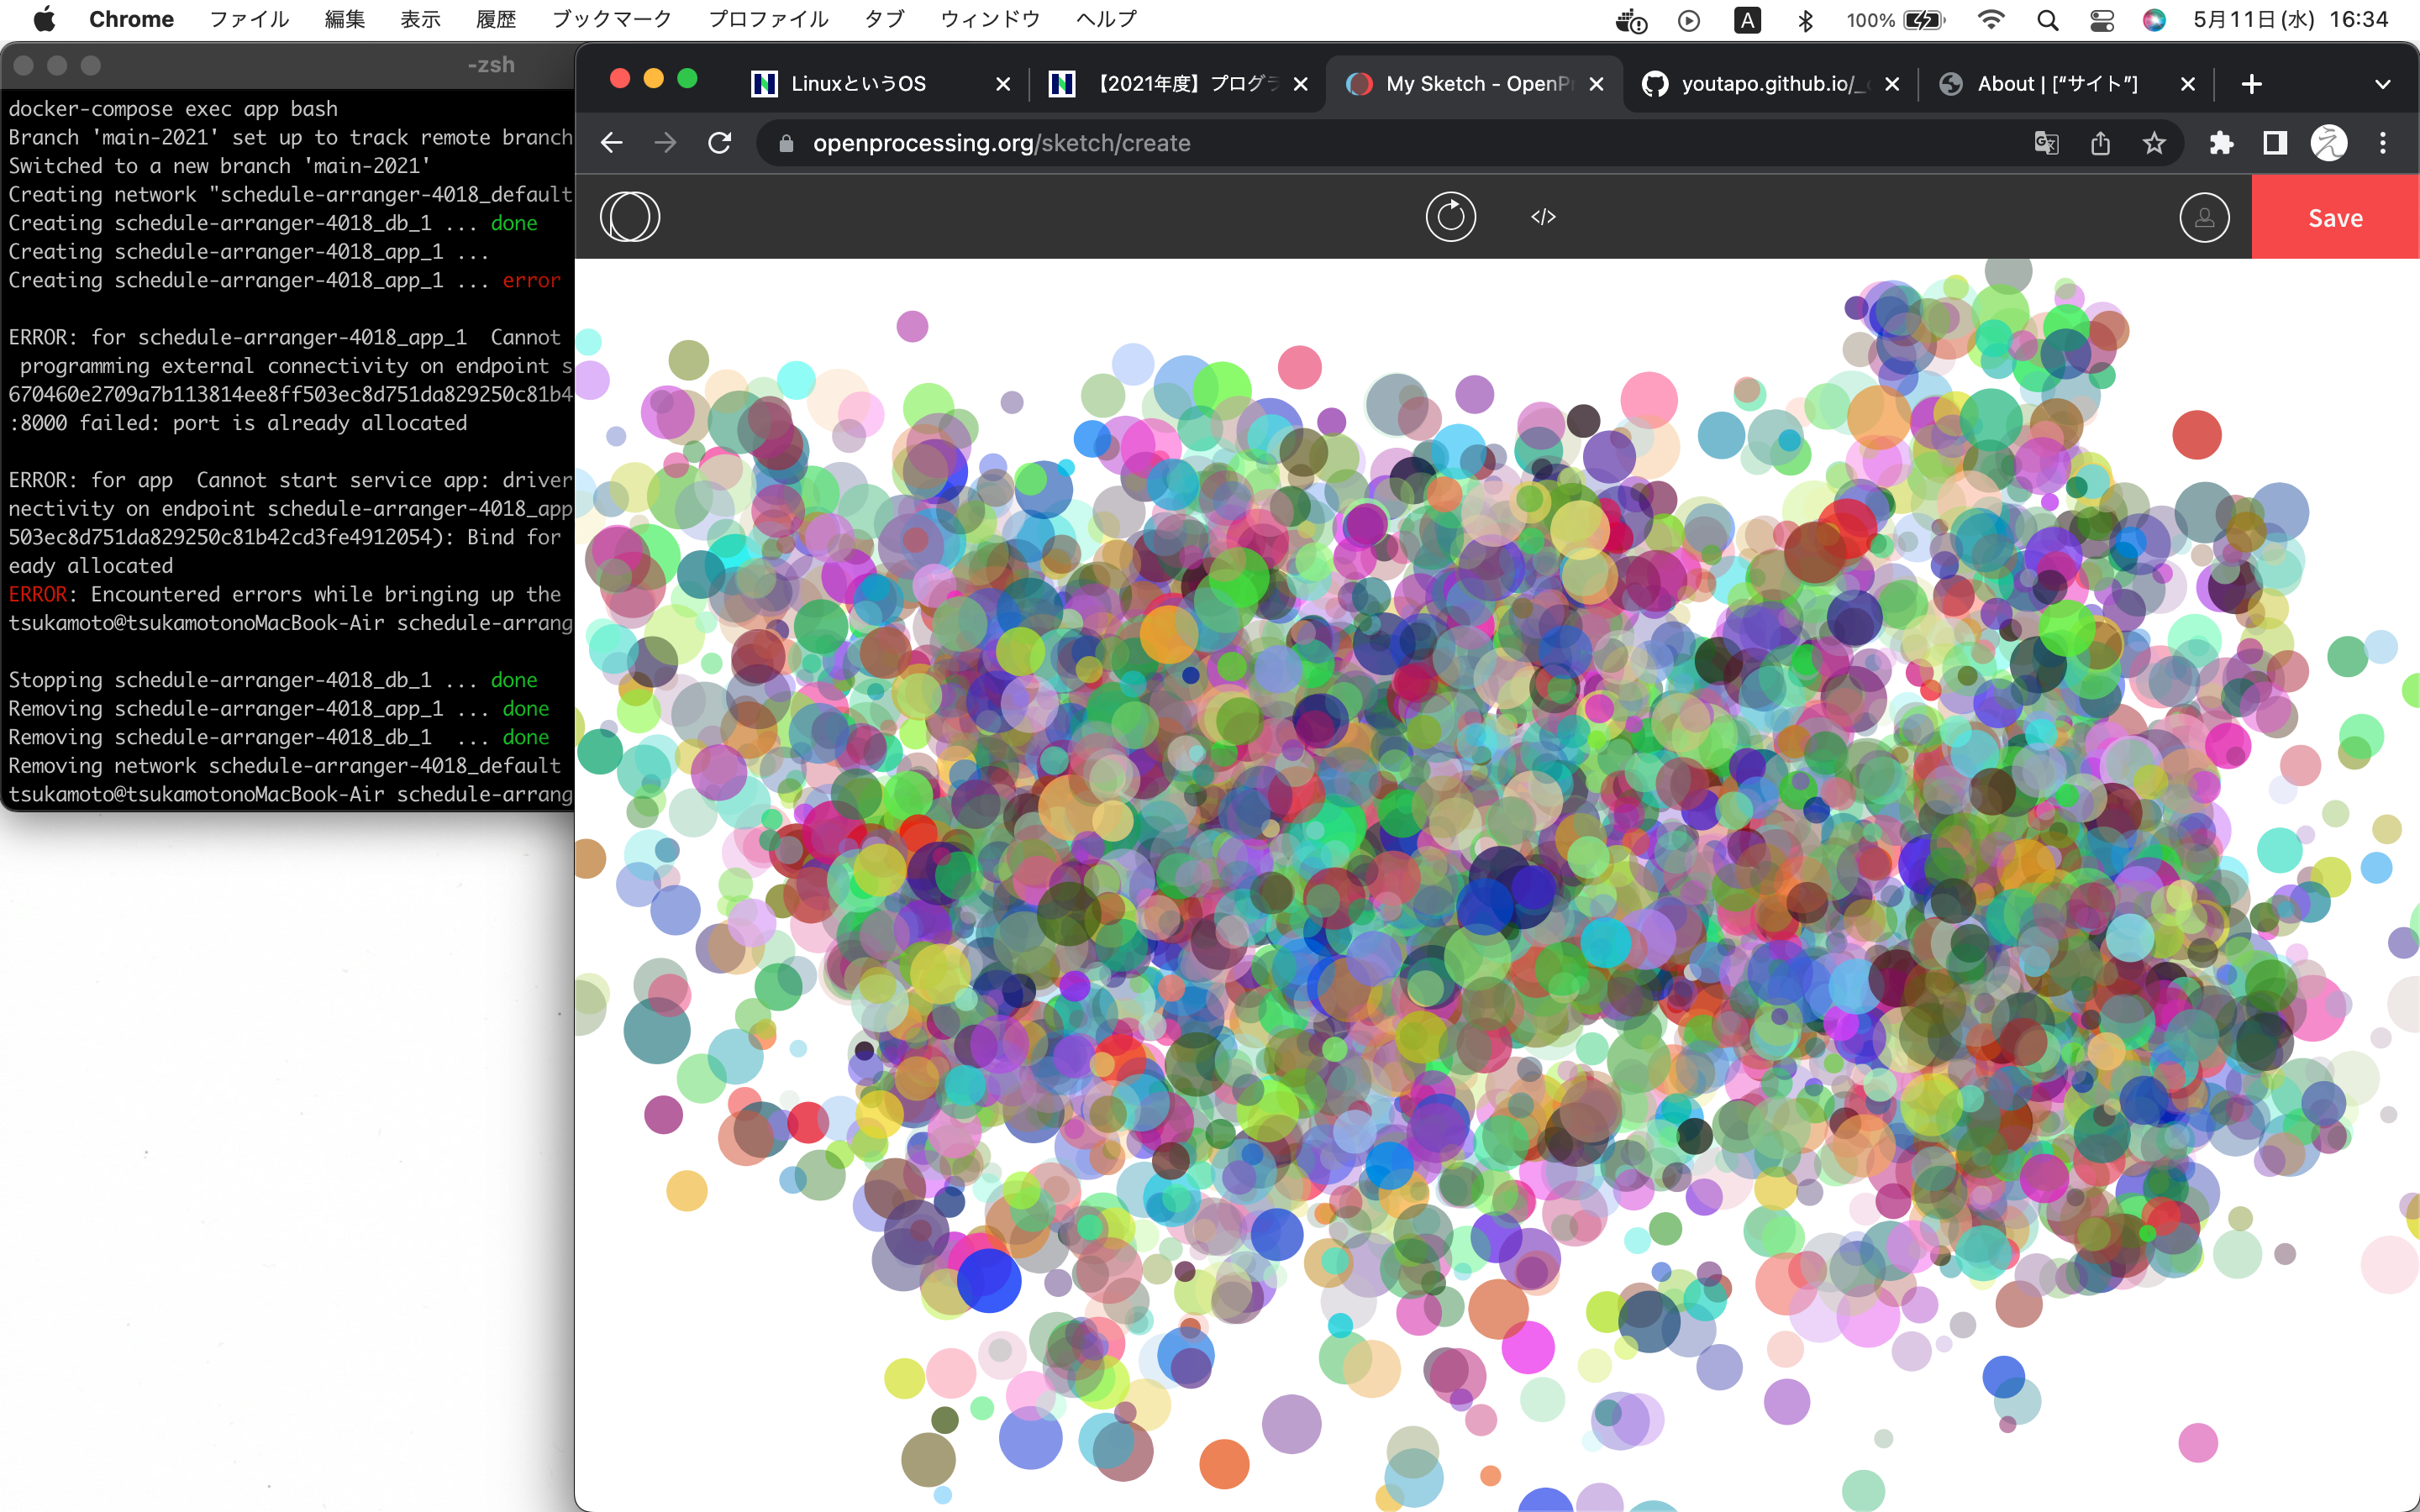 Chrome ファイル 編集 表示 履歴 ブックマーク プロファイル タブ ウィンドウ ヘルプ A 100% 5月11日(水) 16:34
-zsh
docker-compose exec app bash
Branch 'main-2021' set up to track remote branch
Switched to a new branch 'main-2021'
Creating network "schedule-arranger-4018_default
Creating schedule-arranger-4018_db_1 ... done
Creating schedule-arranger-4018_app_1 ...
Creating schedule-arranger-4018_app_1 ... error
ERROR: for schedule-arranger-4018_app_1  Cannot
programming external connectivity on endpoint s
670460e2709a7b113814ee8ff503ec8d751da829250c81b4
:8000 failed: port is already allocated
ERROR: for app  Cannot start service app: driver
nectivity on endpoint schedule-arranger-4018_app
503ec8d751da829250c81b42cd3fe4912054): Bind for
eady allocated
ERROR: Encountered errors while bringing up the
tsukamoto@tsukamotonoMacBook-Air schedule-arrang
Stopping schedule-arranger-4018_db_1 ... done
Removing schedule-arranger-4018_app_1 ... done
Removing schedule-arranger-4018_db_1  ... done
Removing network schedule-arranger-4018_default
tsukamoto@tsukamotonoMacBook-Air schedule-arrang
LinuxというOS 【2021年度】プログラ My Sketch - OpenPr youtapo.github.io/_ About | [“サイト”]
openprocessing.org/sketch/create
</> Save